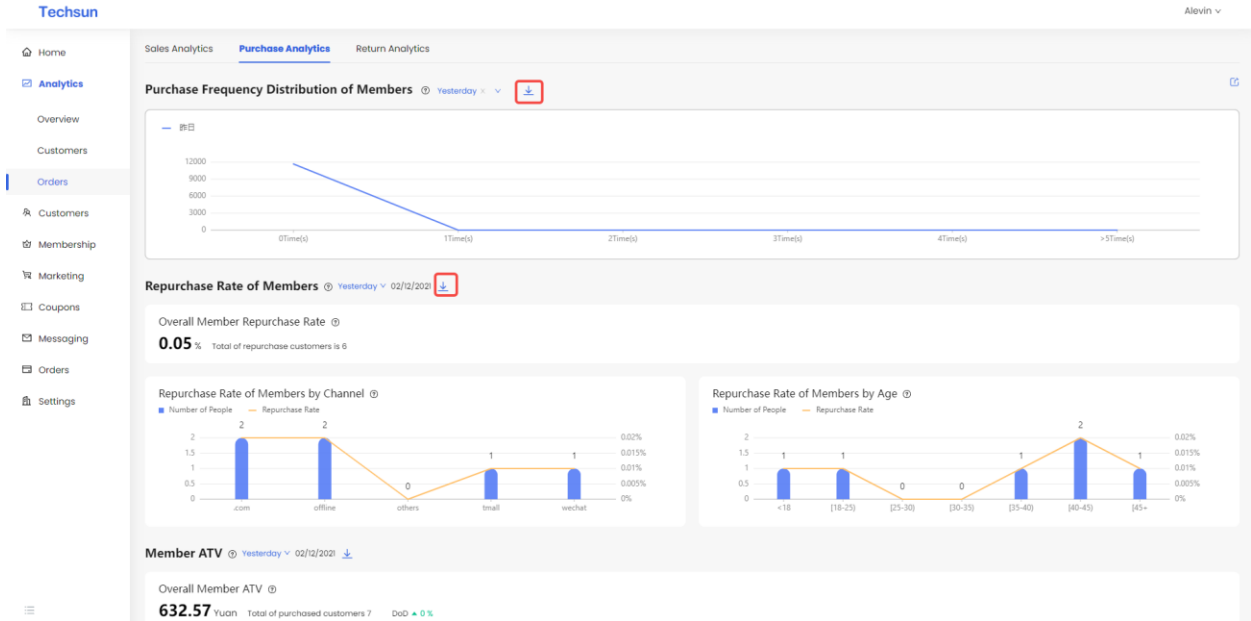 Techsun
Alevin
Home
Analytics
Overview
Customers
Orders
Customers
Membership
Marketing
Coupons
Messaging
Orders
Settings
Sales Analytics Purchase Analytics Return Analytics
Purchase Frequency Distribution of Members Yesterday
昨日
12000
9000
6000
3000
0
0Time(s) 1Time(s) 2Time(s) 3Time(s) 4Time(s) >5Time(s)
Repurchase Rate of Members Yesterday 02/12/2021
Overall Member Repurchase Rate
0.05 % Total of repurchase customers is 6
Repurchase Rate of Members by Channel
Number of People Repurchase Rate
2 2
2 0.02%
1.5 1 1 0.015%
1 0.01%
0.5 0 0.005%
0 0%
.com offline others tmall wechat
Repurchase Rate of Members by Age
Number of People Repurchase Rate
2
2 0.02%
1.5 1 1 1 1 0.015%
1 0.01%
0.5 0 0 0.005%
0 0%
<18 [18-25) [25-30) [30-35) [35-40) [40-45) [45+
Member ATV Yesterday 02/12/2021
Overall Member ATV
632.57 Yuan Total of purchased customers 7 DoD ▲ 0 %